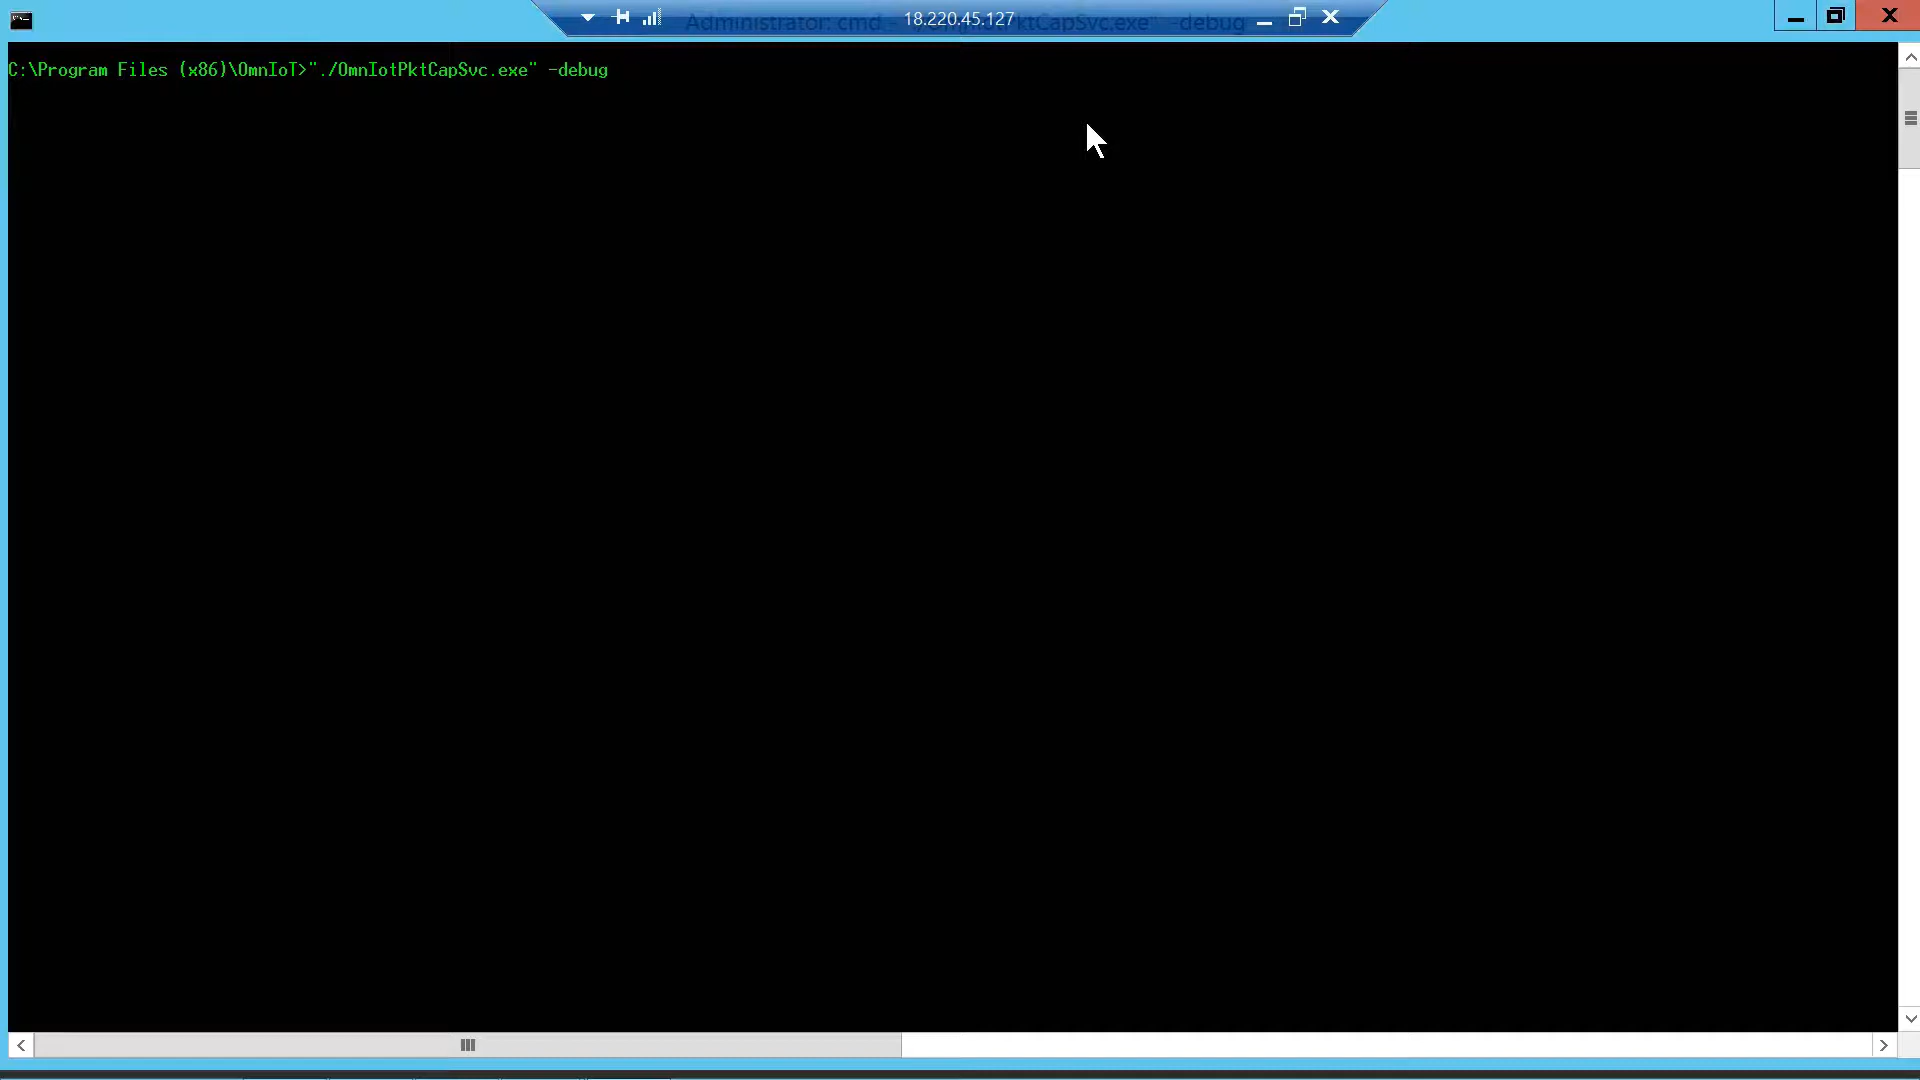 Administrator: cmd - "./OmnIotPktCapSvc.exe" -debug
18.220.45.127
C:\Program Files (x86)\OmnIoT>"./OmnIotPktCapSvc.exe" -debug